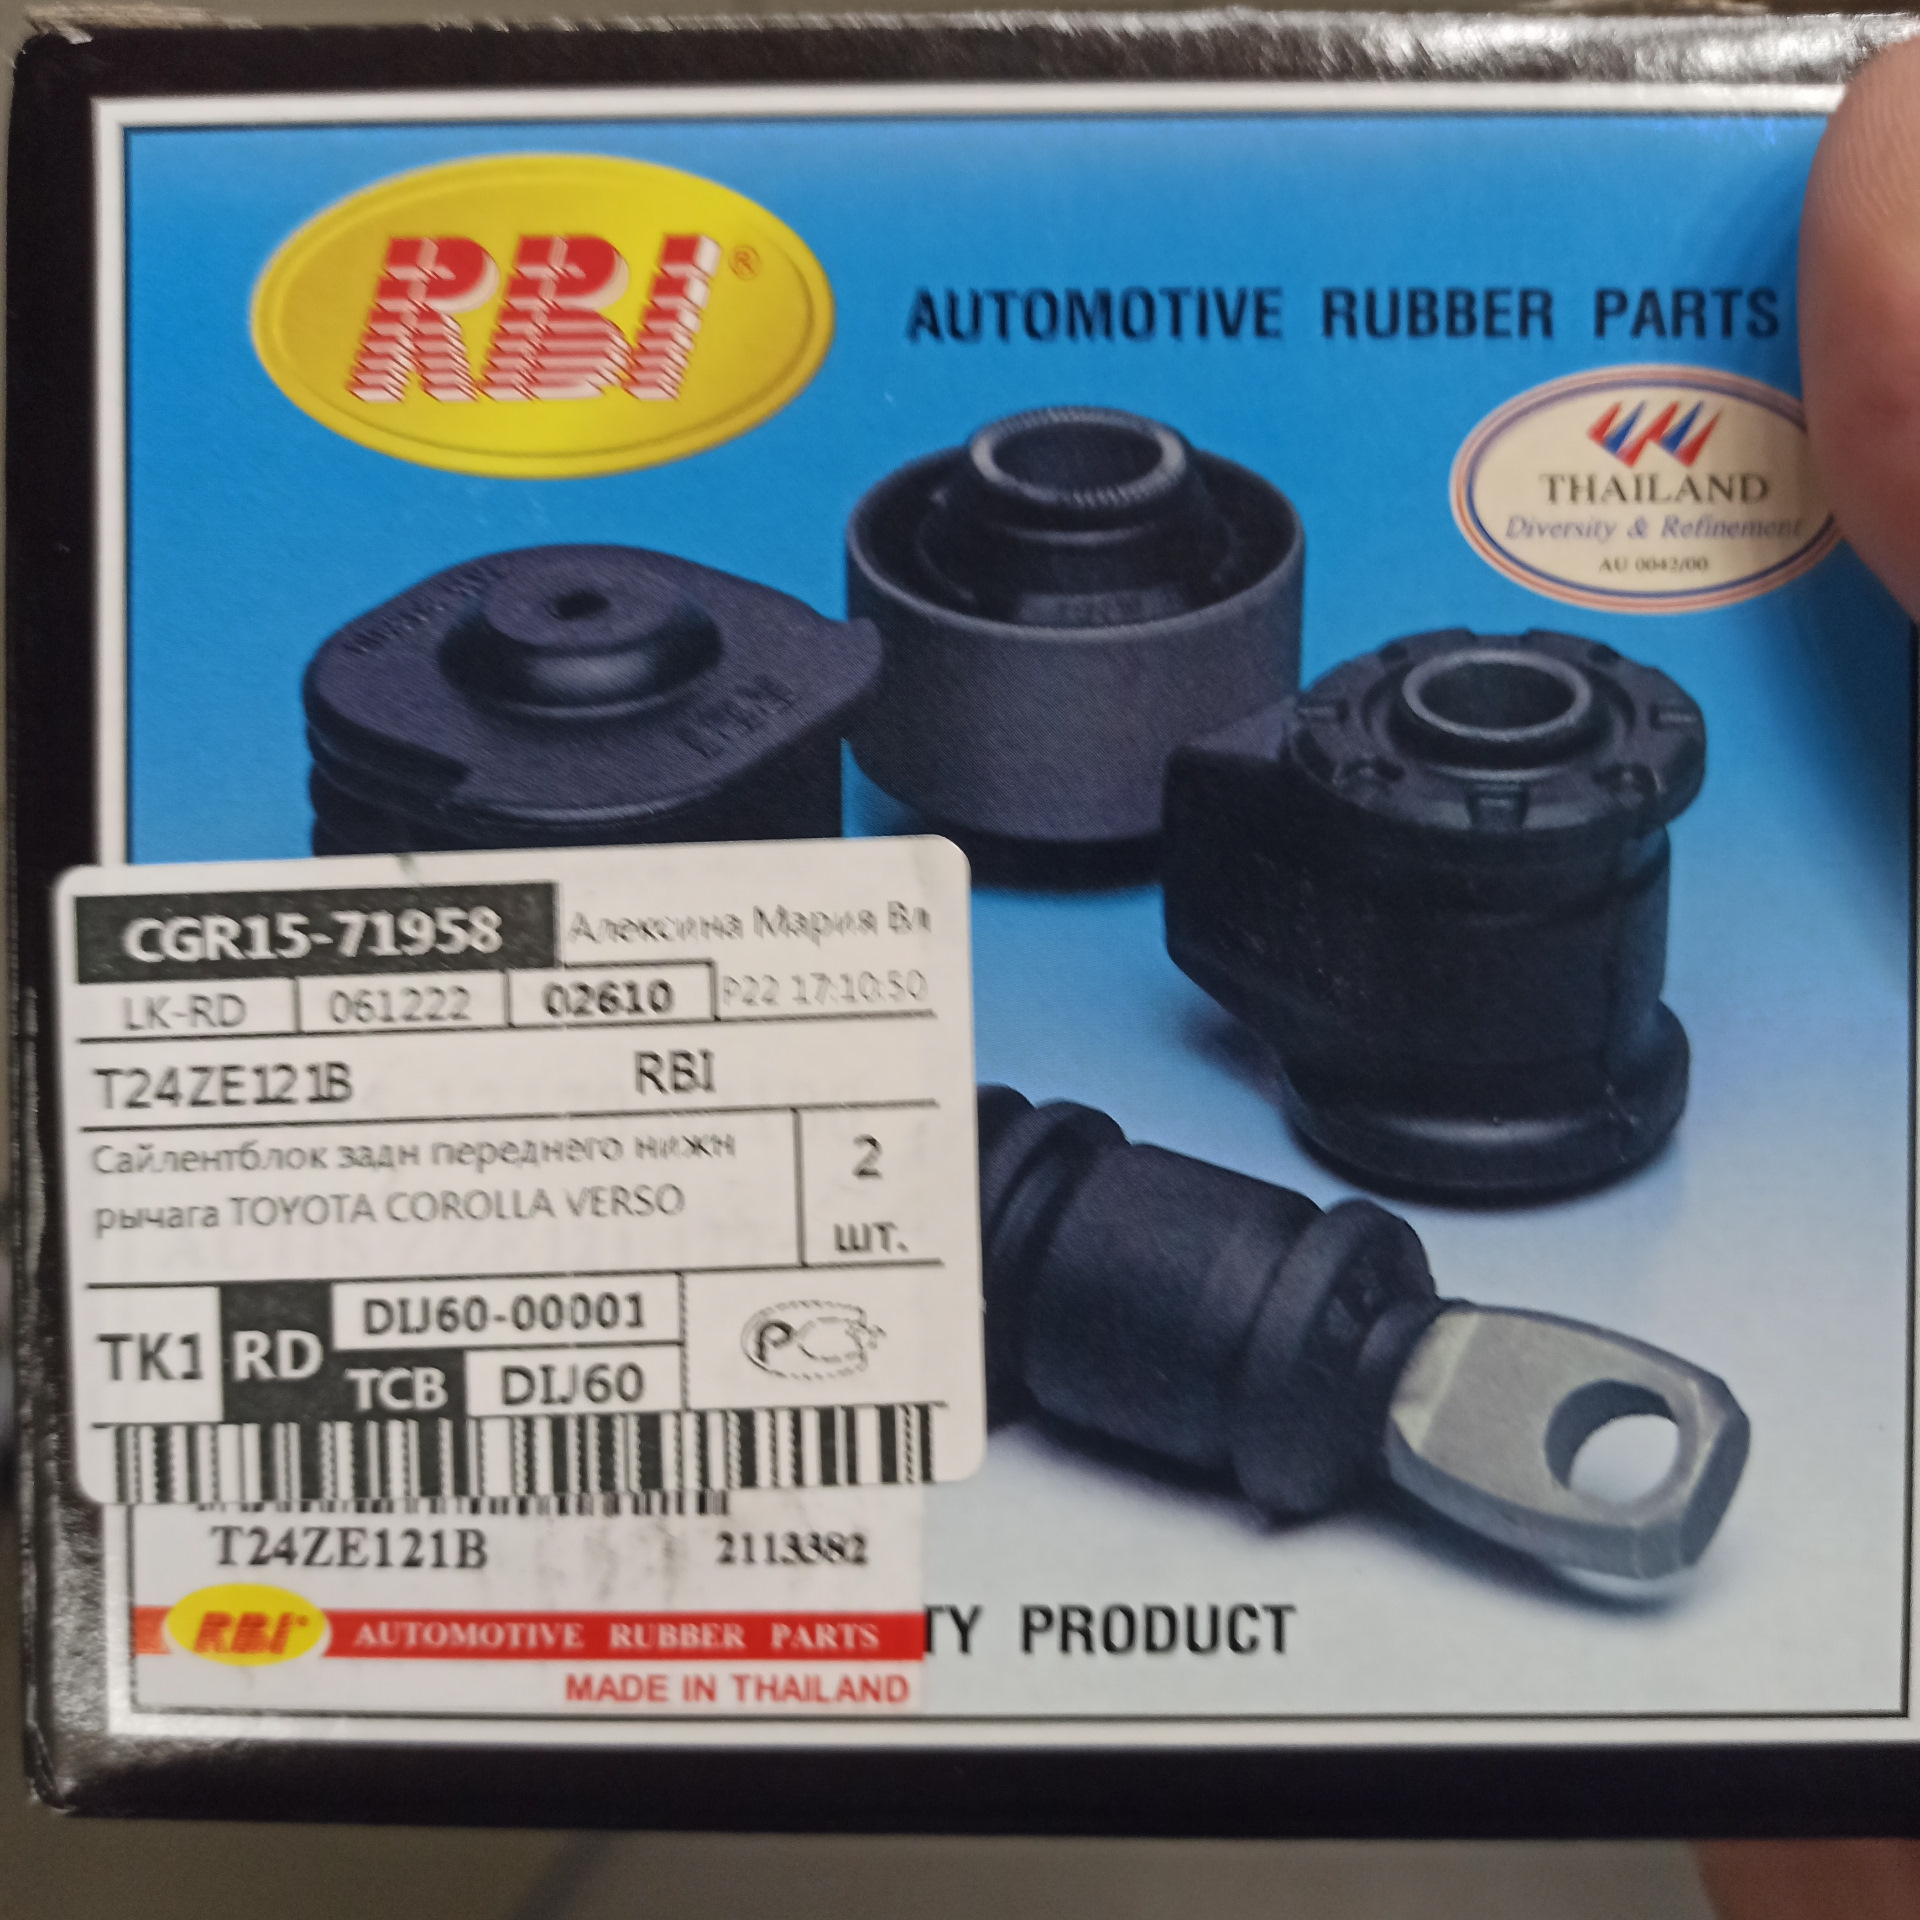 RBI®
AUTOMOTIVE RUBBER PARTS
THAILAND
Diversity & Refinement
AU 0042/00
CGR15-71958
Алексина Мария Вл
LK-RD 061222 02610 P22 17:10:50
T24ZE121B RBI
Сайлентблок задн переднего нижн
рычага TOYOTA COROLLA VERSO
2
шт.
TK1 RD DIJ60-00001
TCB DIJ60
РС
T24ZE121B 2113382
RBI® AUTOMOTIVE RUBBER PARTS
MADE IN THAILAND
TY PRODUCT